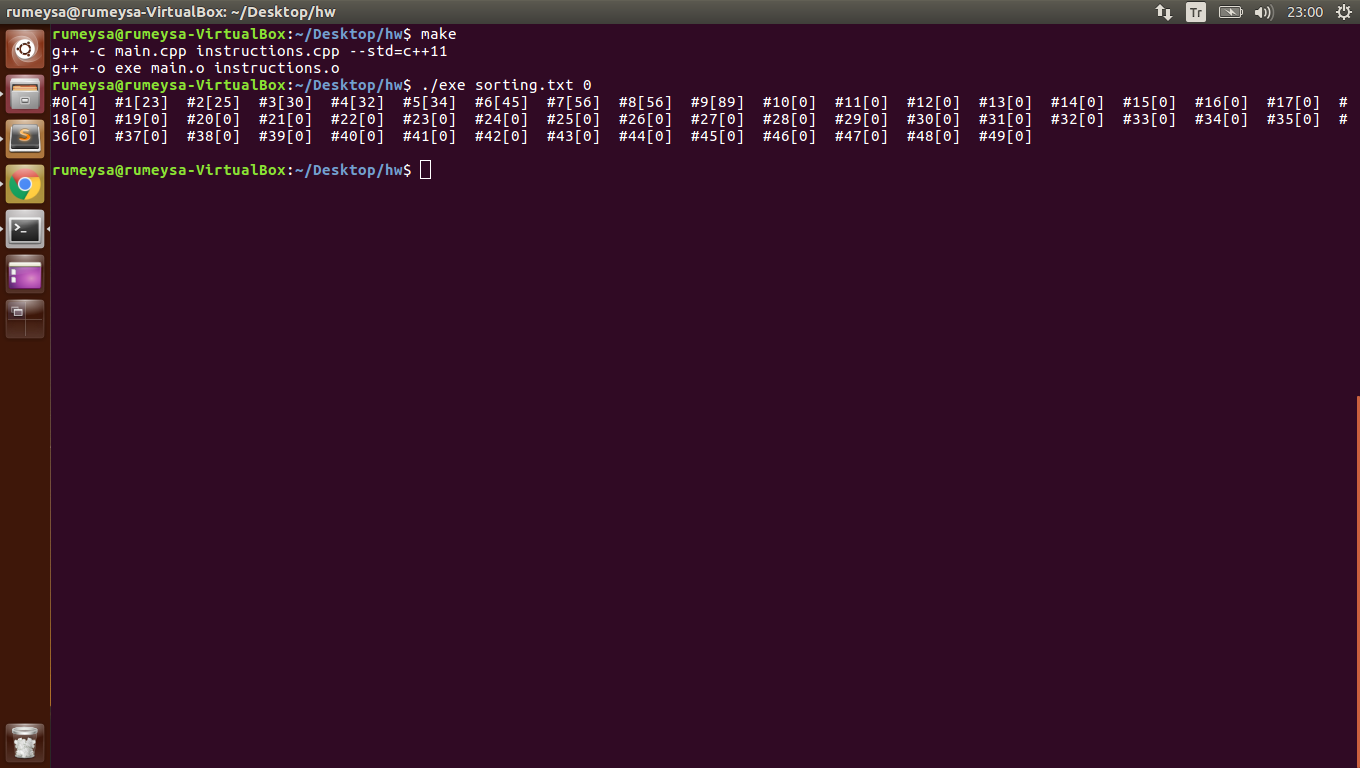 rumeysa@rumeysa-VirtualBox: ~/Desktop/hw
Tr
23:00
rumeysa@rumeysa-VirtualBox:~/Desktop/hw$ make
g++ -c main.cpp instructions.cpp --std=c++11
g++ -o exe main.o instructions.o
rumeysa@rumeysa-VirtualBox:~/Desktop/hw$ ./exe sorting.txt 0
#0[4]  #1[23]  #2[25]  #3[30]  #4[32]  #5[34]  #6[45]  #7[56]  #8[56]  #9[89]  #10[0]  #11[0]  #12[0]  #13[0]  #14[0]  #15[0]  #16[0]  #17[0]  #
18[0]  #19[0]  #20[0]  #21[0]  #22[0]  #23[0]  #24[0]  #25[0]  #26[0]  #27[0]  #28[0]  #29[0]  #30[0]  #31[0]  #32[0]  #33[0]  #34[0]  #35[0]  #
36[0]  #37[0]  #38[0]  #39[0]  #40[0]  #41[0]  #42[0]  #43[0]  #44[0]  #45[0]  #46[0]  #47[0]  #48[0]  #49[0]
rumeysa@rumeysa-VirtualBox:~/Desktop/hw$